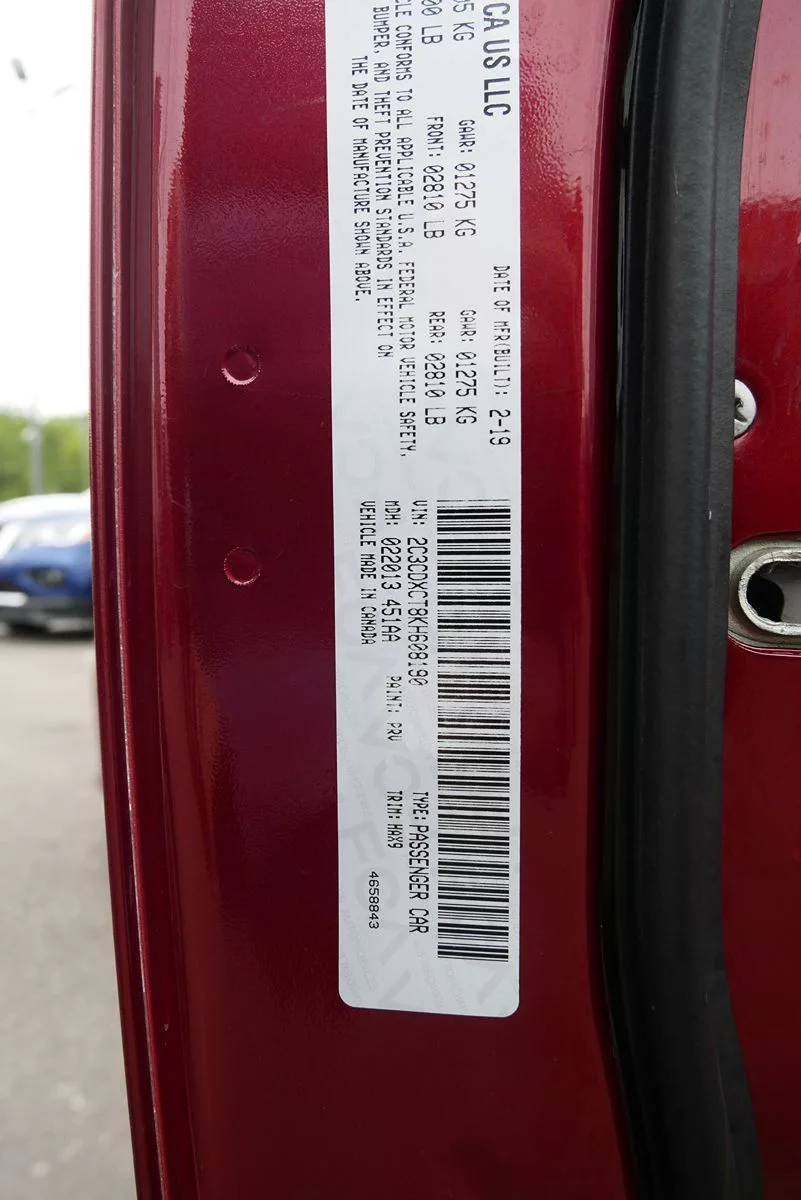 CA US LLC
DATE OF MFR(BUILT): 2-19
05 KG GAWR: 01275 KG GAWR: 01275 KG
00 LB FRONT: 02810 LB REAR: 02810 LB
CLE CONFORMS TO ALL APPLICABLE U.S.A. FEDERAL MOTOR VEHICLE SAFETY,
BUMPER, AND THEFT PREVENTION STANDARDS IN EFFECT ON
THE DATE OF MANUFACTURE SHOWN ABOVE.
VIN: 2C3CDXCT8KH608190 TYPE: PASSENGER CAR
MDH: 022013 451AA PAINT: PRV TRIM: HAX9
VEHICLE MADE IN CANADA 4658843